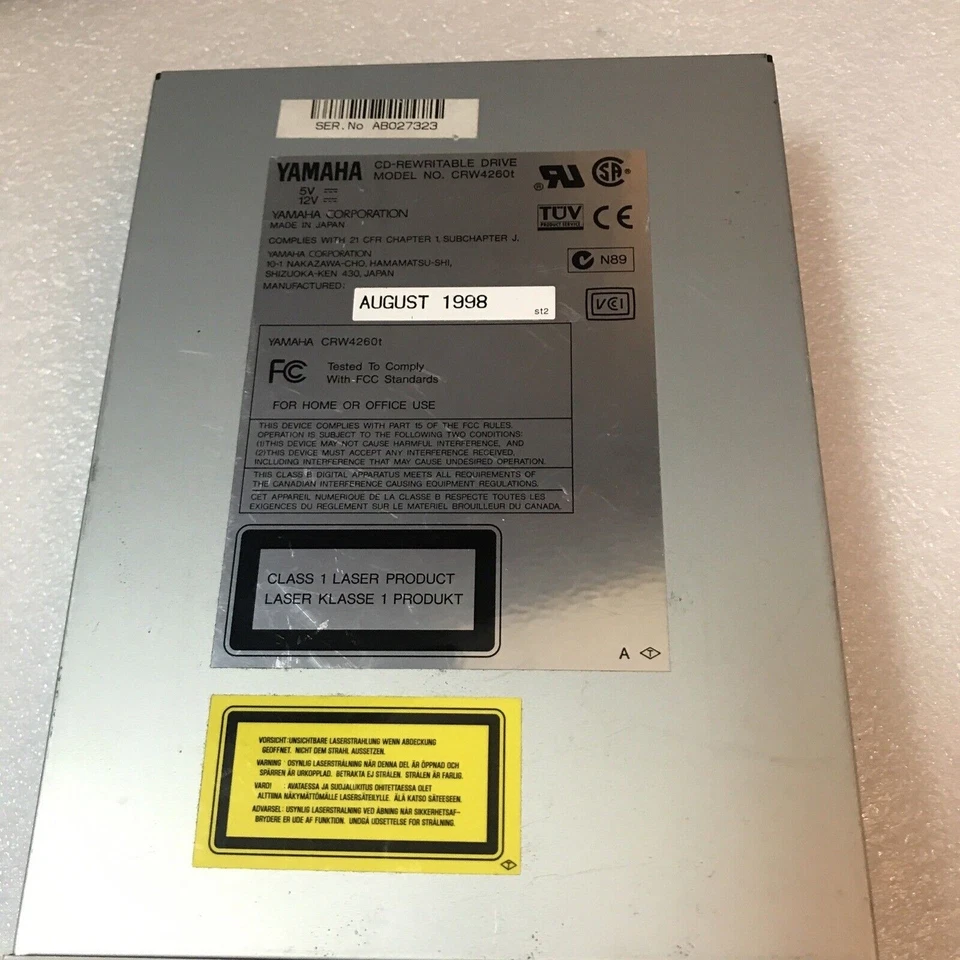 SER.No AB027323
YAMAHA
CD-REWRITABLE DRIVE
MODEL NO. CRW4260t
5V
12V
YAMAHA CORPORATION
MADE IN JAPAN
COMPLIES WITH 21 CFR CHAPTER 1, SUBCHAPTER J.
YAMAHA CORPORATION
10-1 NAKAZAWA-CHO, HAMAMATSU-SHI,
SHIZUOKA-KEN 430, JAPAN
MANUFACTURED:
AUGUST 1998
st2
RU ®
SA ®
TÜV
PRODUCT SERVICE
CE
N89
VCI
YAMAHA CRW4260t
FC
Tested To Comply
With FCC Standards
FOR HOME OR OFFICE USE
THIS DEVICE COMPLIES WITH PART 15 OF THE FCC RULES.
OPERATION IS SUBJECT TO THE FOLLOWING TWO CONDITIONS:
(1)THIS DEVICE MAY NOT CAUSE HARMFUL INTERFERENCE, AND
(2)THIS DEVICE MUST ACCEPT ANY INTERFERENCE RECEIVED,
INCLUDING INTERFERENCE THAT MAY CAUSE UNDESIRED OPERATION.
THIS CLASS B DIGITAL APPARATUS MEETS ALL REQUIREMENTS OF
THE CANADIAN INTERFERENCE CAUSING EQUIPMENT REGULATIONS.
CET APPAREIL NUMERIQUE DE LA CLASSE B RESPECTE TOUTES LES
EXIGENCES DU REGLEMENT SUR LE MATERIEL BROUILLEUR DU CANADA.
CLASS 1 LASER PRODUCT
LASER KLASSE 1 PRODUKT
A T
VORSICHT: UNSICHTBARE LASERSTRAHLUNG WENN ABDECKUNG
GEÖFFNET. NICHT DEM STRAHL AUSSETZEN.
VARNING : OSYNLIG LASERSTRÅLNING NÄR DENNA DEL ÄR ÖPPNAD OCH
SPÄRREN ÄR URKOPPLAD. BETRAKTA EJ STRÅLEN. STRÅLEN ÄR FARLIG.
VARO! : AVATAESSA JA SUOJALUKITUS OHITETTAESSA OLET
ALTTIINA NÄKYMÄTTÖMÄLLE LASERSÄTEILYLLE. ÄLÄ KATSO SÄTEESEEN.
ADVARSEL: USYNLIG LASERSTRALNING VED ÅBNING NÅR SIKKERHETSAF-
BRYDERE ER UDE AF FUNKTION. UNDGÅ UDSETTELSE FOR STRÅLNING.
T